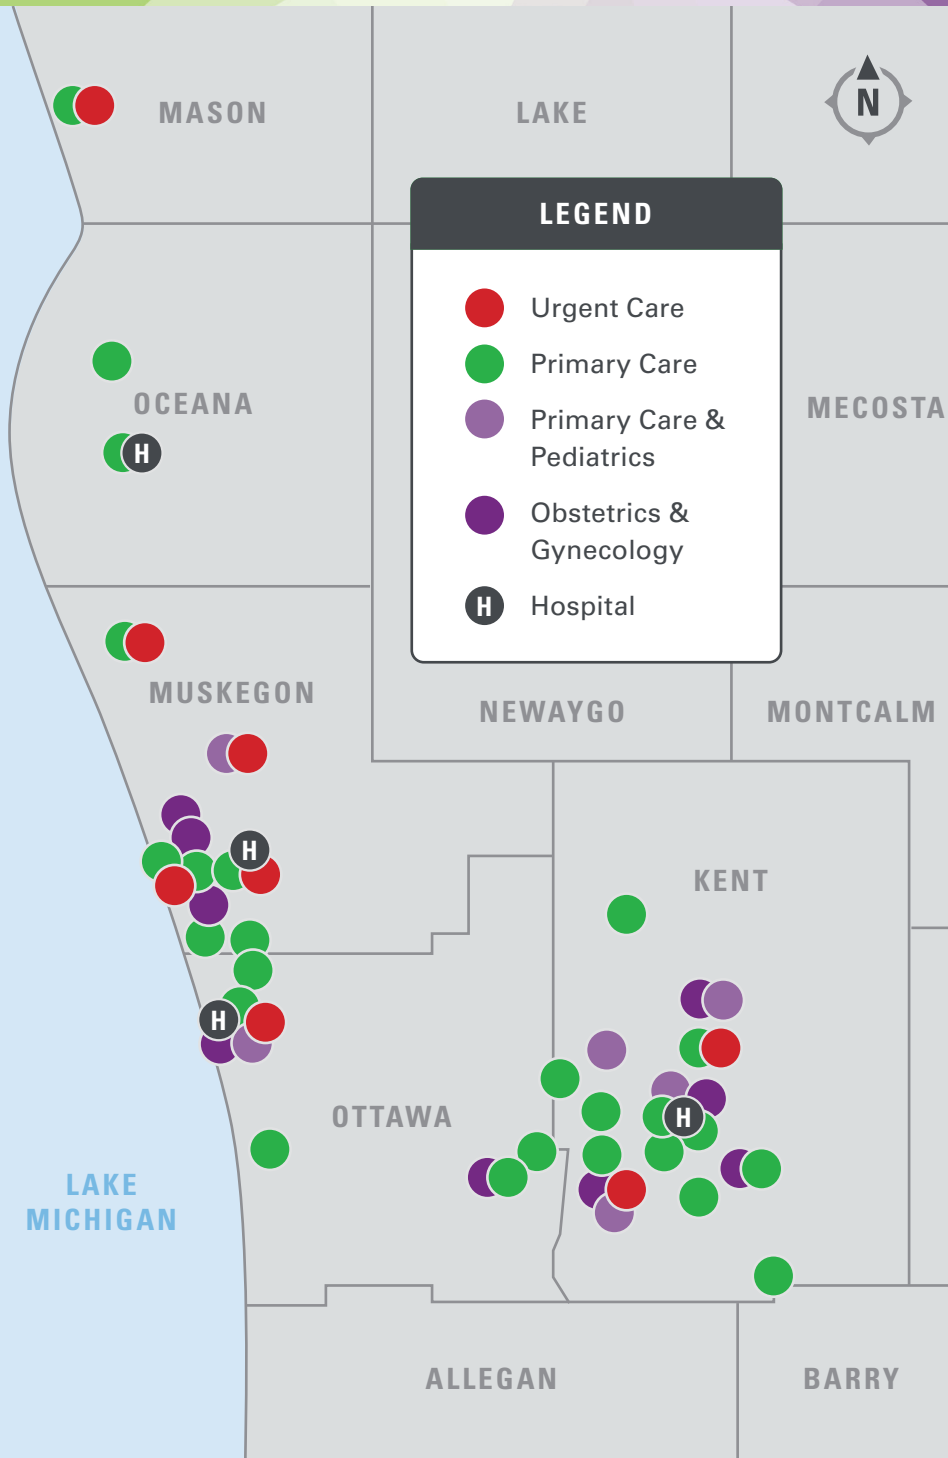 MASON
LAKE
N
LEGEND
Urgent Care
Primary Care
Primary Care &
Pediatrics
Obstetrics &
Gynecology
H Hospital
OCEANA
H
MECOSTA
MUSKEGON
NEWAYGO
MONTCALM
H
KENT
H
OTTAWA
H
LAKE
MICHIGAN
ALLEGAN
BARRY